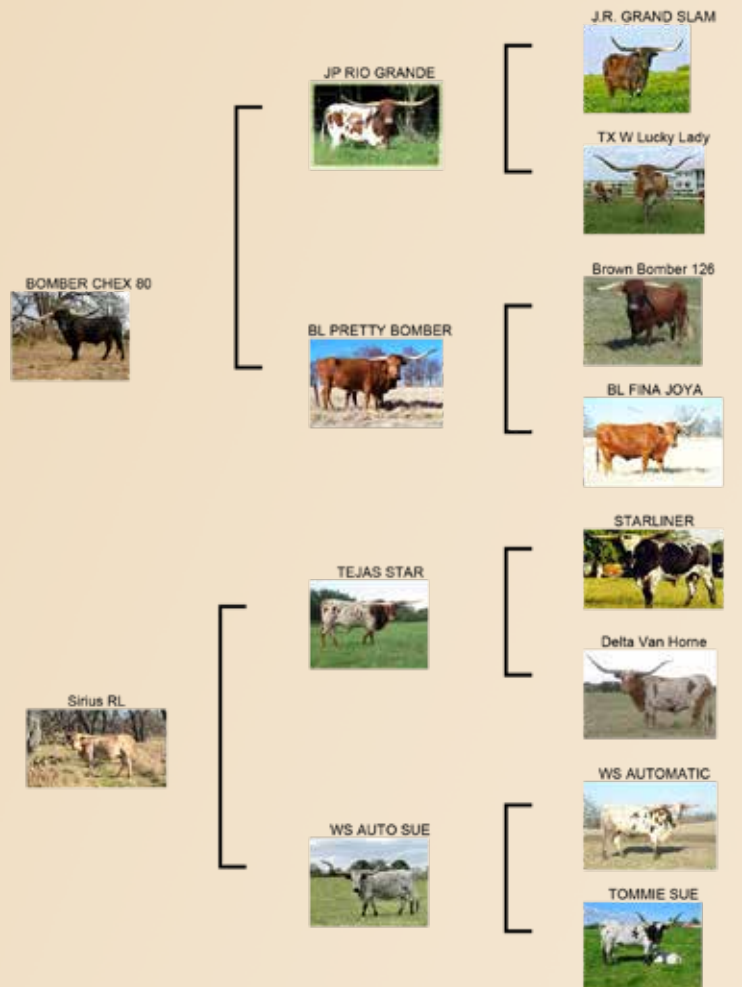 J.R. GRAND SLAM
JP RIO GRANDE
TX W Lucky Lady
BOMBER CHEX 80
Brown Bomber 126
BL PRETTY BOMBER
BL FINA JOYA
STARLINER
TEJAS STAR
Delta Van Horne
Sirius RL
WS AUTOMATIC
WS AUTO SUE
TOMMIE SUE